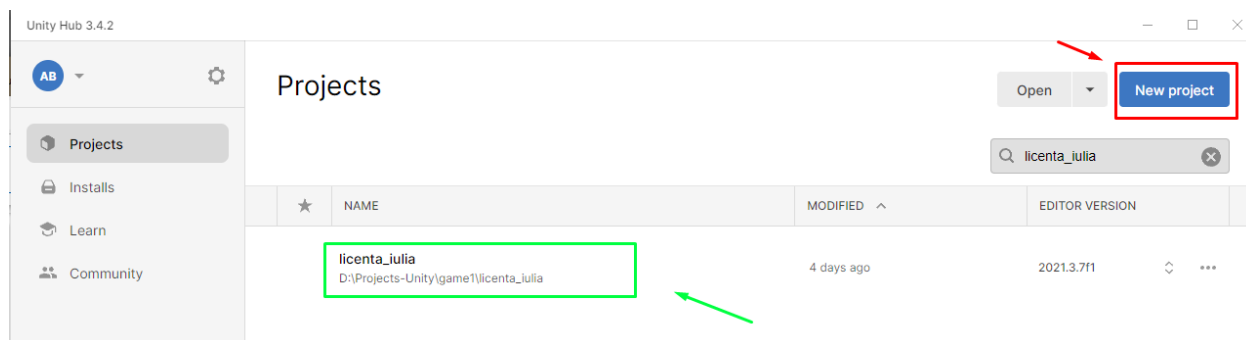 Unity Hub 3.4.2
AB
Projects
Open
New project
Projects
licenta_iulia
Installs
NAME
MODIFIED
EDITOR VERSION
Learn
licenta_iulia
D:\Projects-Unity\game1\licenta_iulia
4 days ago
2021.3.7f1
Community